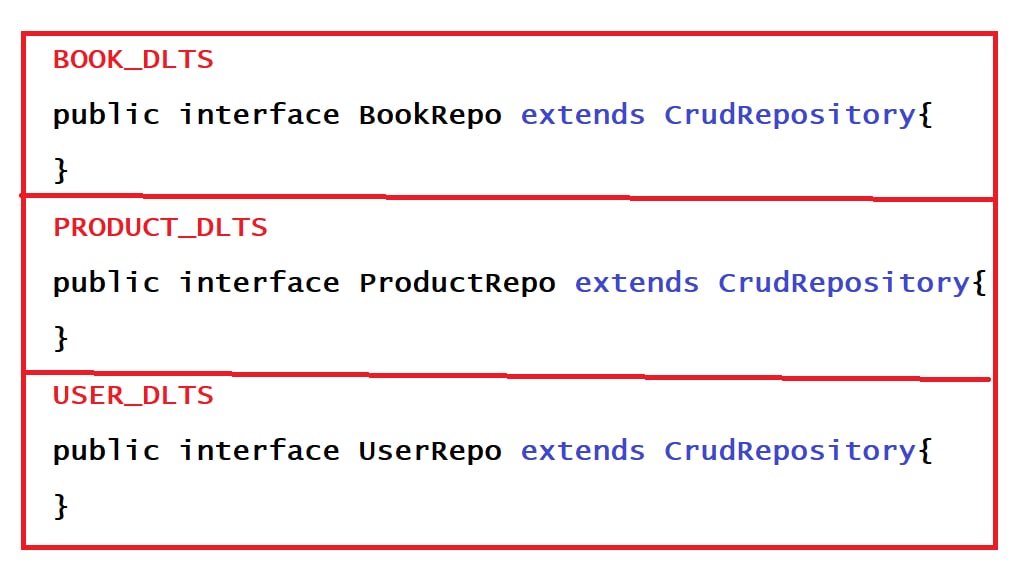 BOOK_DLTS
public interface BookRepo extends CrudRepository{
}
PRODUCT_DLTS
public interface ProductRepo extends CrudRepository{
}
USER_DLTS
public interface UserRepo extends CrudRepository{
}